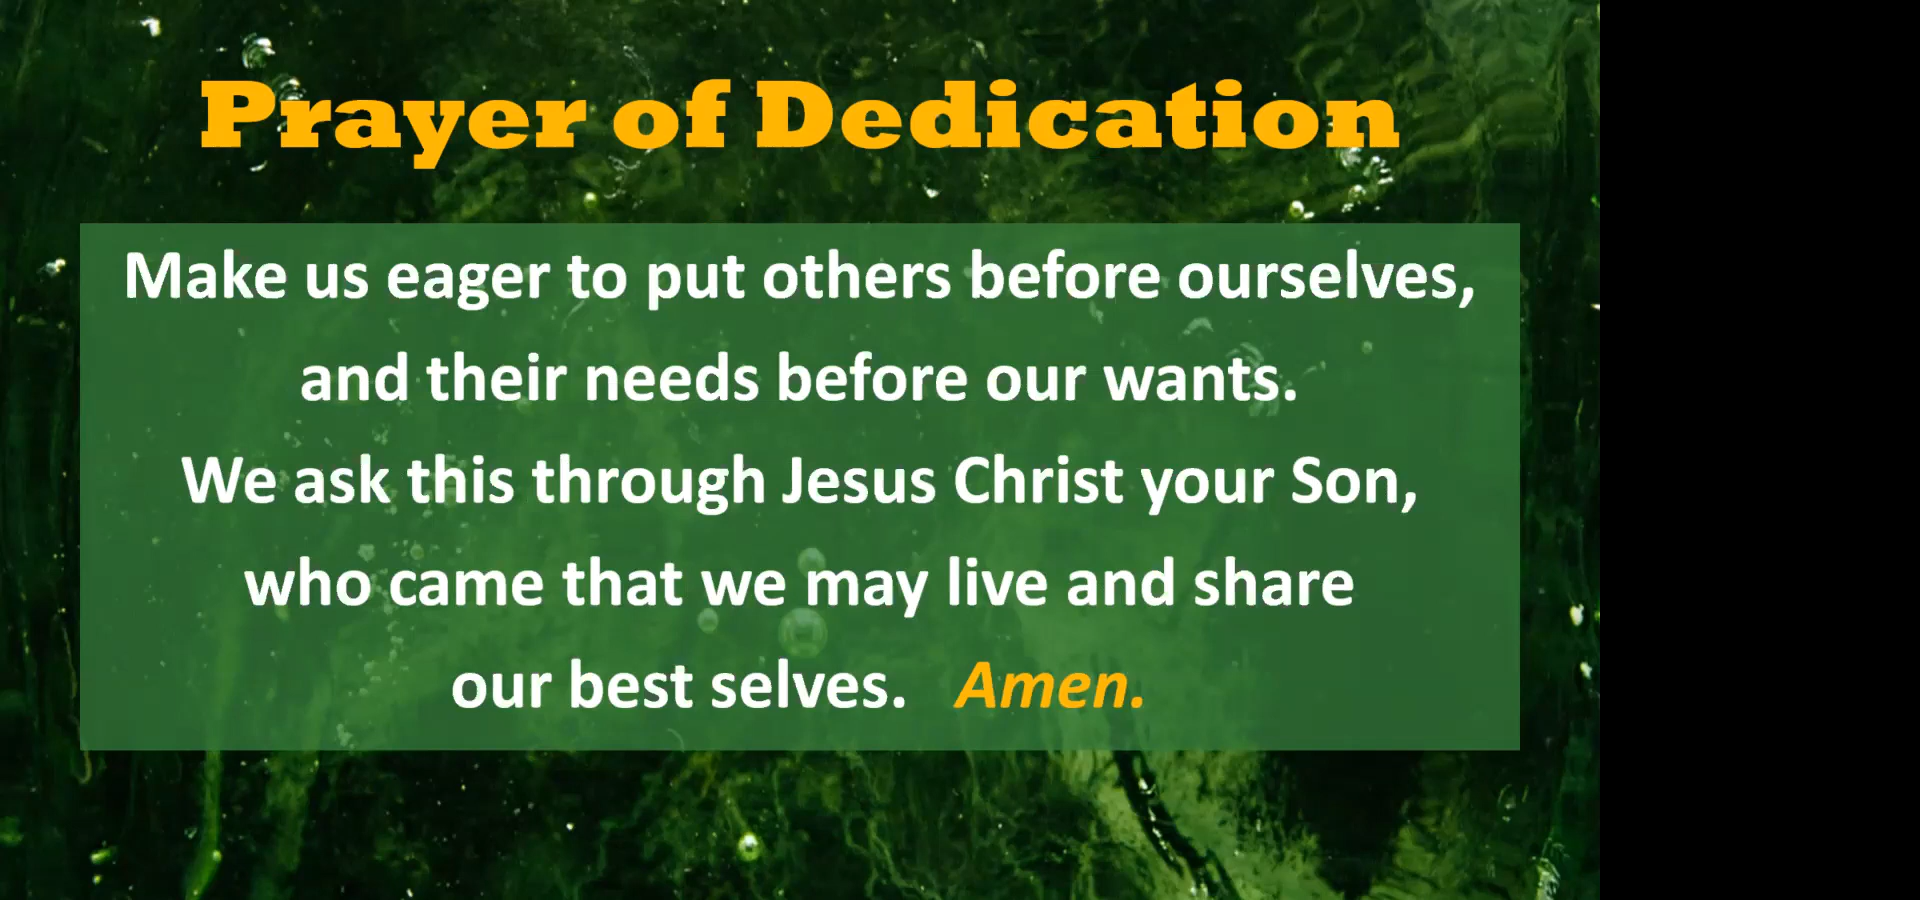 Prayer of Dedication
Make us eager to put others before ourselves,
and their needs before our wants.
We ask this through Jesus Christ your Son,
who came that we may live and share
our best selves. Amen.